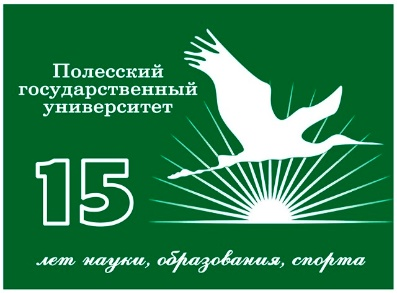 Полесский
государственный
университет
15
лет науки, образования, спорта